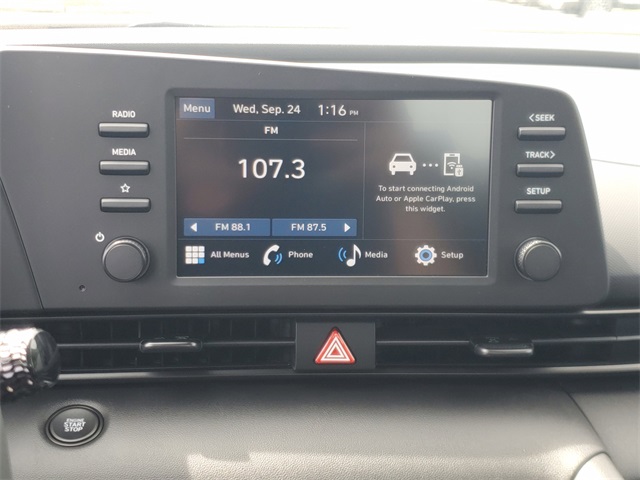 RADIO
MEDIA
Menu Wed, Sep. 24 1:16 PM
FM
107.3
To start connecting Android
Auto or Apple CarPlay, press
this widget.
FM 88.1 FM 87.5
All Menus Phone Media Setup
<SEEK
TRACK>
SETUP
ENGINE
START
STOP